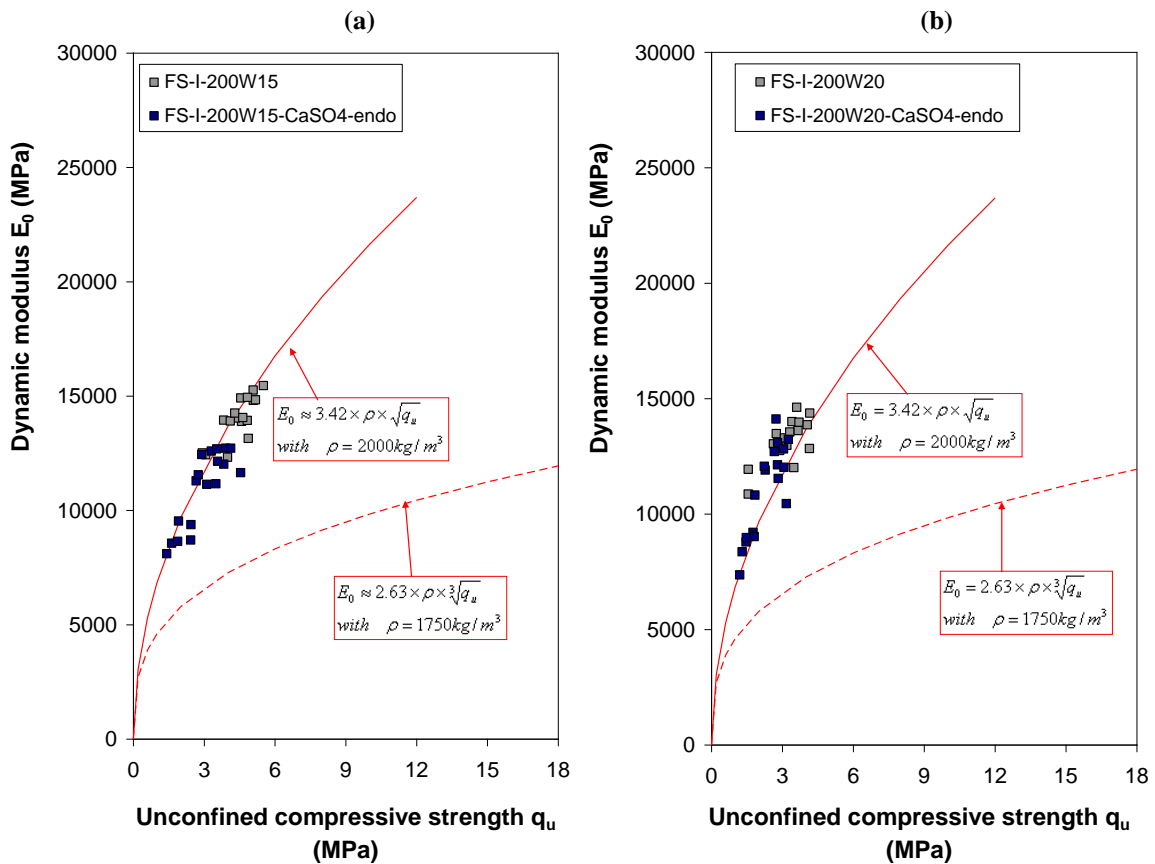 (a)
30000
25000
20000
15000
10000
5000
0
0 3 6 9 12 15 18
Dynamic modulus E₀ (MPa)
Unconfined compressive strength qᵤ
(MPa)
FS-I-200W15
FS-I-200W15-CaSO4-endo
E₀ ≈ 3.42 × ρ × √qᵤ
with ρ = 2000kg/m³
E₀ ≈ 2.63 × ρ × ∛qᵤ
with ρ = 1750kg/m³
(b)
30000
25000
20000
15000
10000
5000
0
0 3 6 9 12 15 18
Dynamic modulus E₀ (MPa)
Unconfined compressive strength qᵤ
(MPa)
FS-I-200W20
FS-I-200W20-CaSO4-endo
E₀ = 3.42 × ρ × √qᵤ
with ρ = 2000kg/m³
E₀ = 2.63 × ρ × ∛qᵤ
with ρ = 1750kg/m³